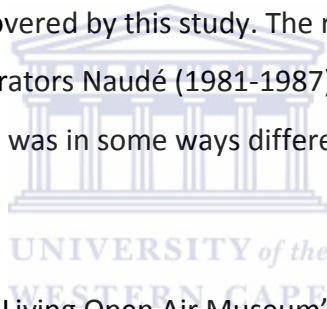 overed by this study. The r
rators Naudé (1981-1987)
was in some ways differe
UNIVERSITY of the
WESTERN CAPE
Living Open Air Museum'